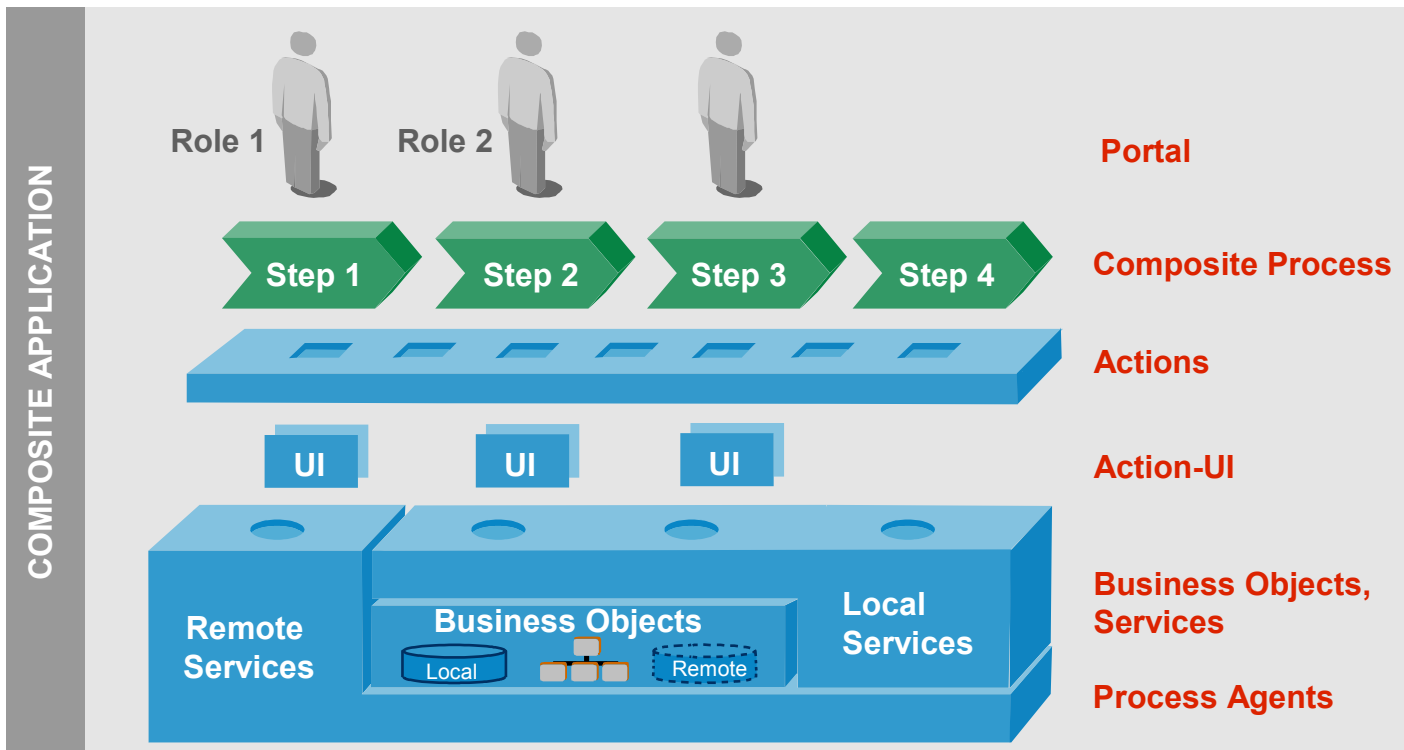 COMPOSITE APPLICATION
Role 1
Role 2
Portal
Step 1
Step 2
Step 3
Step 4
Composite Process
Actions
UI
UI
UI
Action-UI
Remote
Services
Business Objects
Local
Remote
Local
Services
Business Objects,
Services
Process Agents